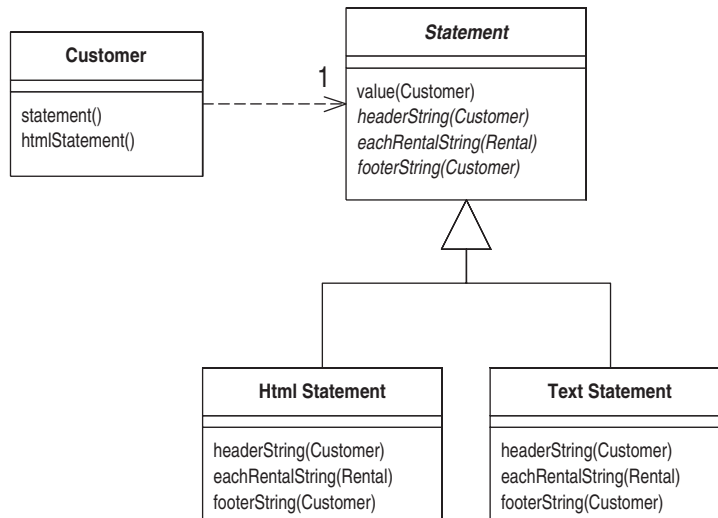 Customer
statement()
htmlStatement()
1
Statement
value(Customer)
headerString(Customer)
eachRentalString(Rental)
footerString(Customer)
Html Statement
headerString(Customer)
eachRentalString(Rental)
footerString(Customer)
Text Statement
headerString(Customer)
eachRentalString(Rental)
footerString(Customer)